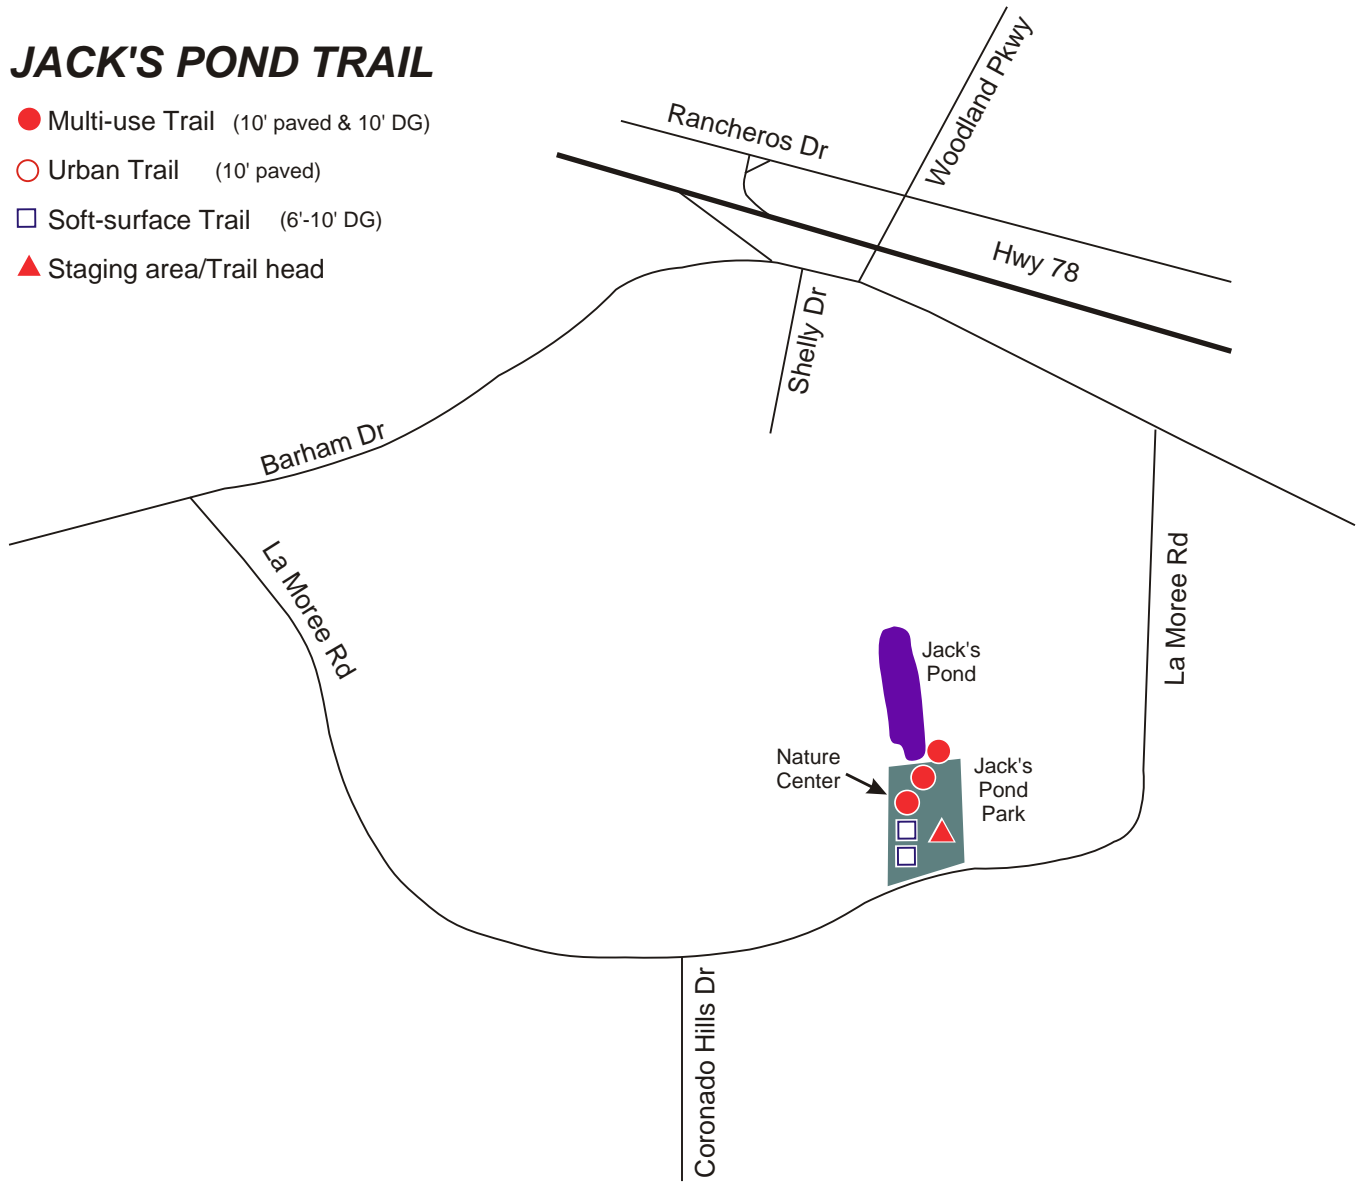 JACK'S POND TRAIL
Multi-use Trail (10' paved & 10' DG)
Urban Trail (10' paved)
Soft-surface Trail (6'-10' DG)
Staging area/Trail head
Rancheros Dr
Woodland Pkwy
Hwy 78
Shelly Dr
Barham Dr
La Moree Rd
La Moree Rd
Jack's
Pond
Nature
Center
Jack's
Pond
Park
Coronado Hills Dr